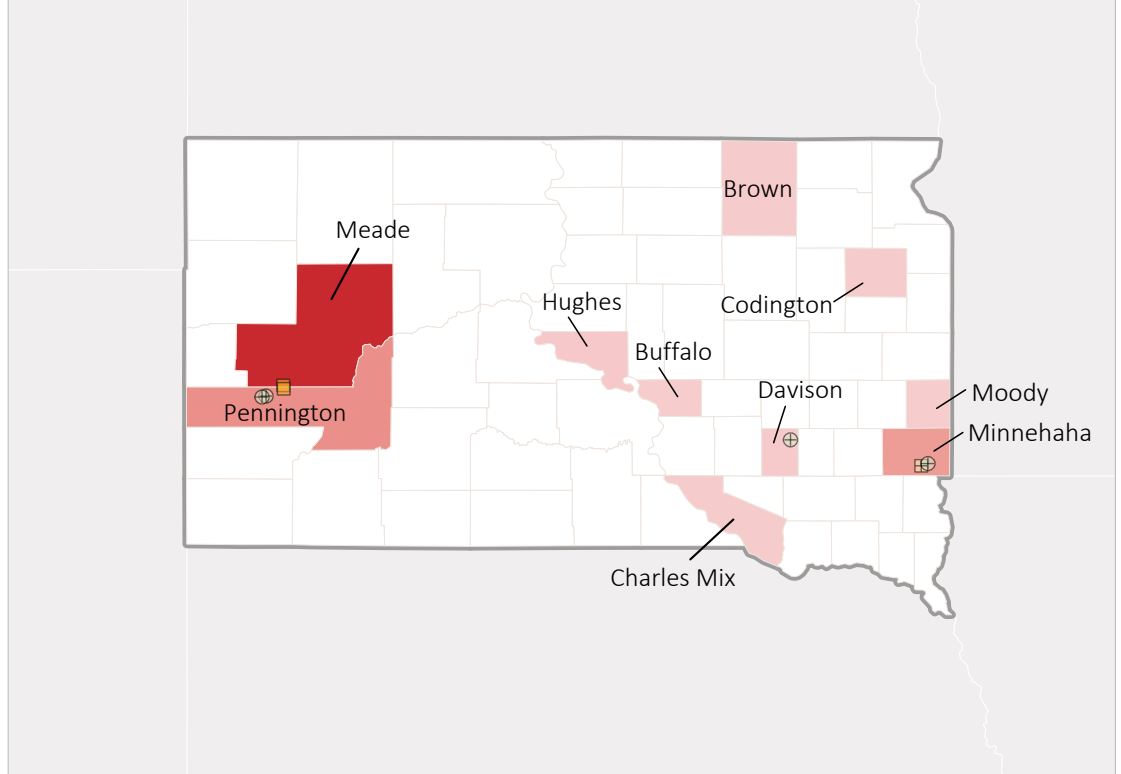 Brown
Meade
Hughes
Codington
Buffalo
Davison
Moody
Pennington
Minnehaha
Charles Mix